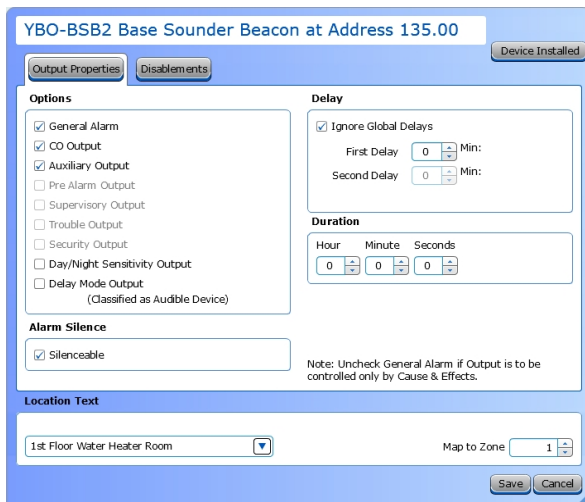 YBO-BSB2 Base Sounder Beacon at Address 135.00
Device Installed
Output Properties
Disablements
Options
General Alarm
CO Output
Auxiliary Output
Pre Alarm Output
Supervisory Output
Trouble Output
Security Output
Day/Night Sensitivity Output
Delay Mode Output
(Classified as Audible Device)
Alarm Silence
Silenceable
Delay
Ignore Global Delays
First Delay 0 Min:
Second Delay 0 Min:
Duration
Hour Minute Seconds
0 0 0
Note: Uncheck General Alarm if Output is to be
controlled only by Cause & Effects.
Location Text
1st Floor Water Heater Room
Map to Zone 1
Save Cancel